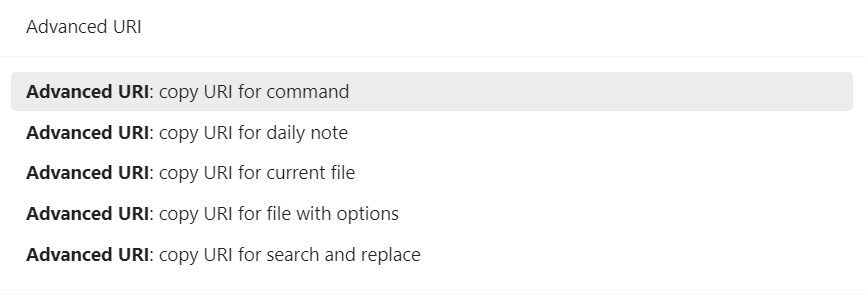 Advanced URI
Advanced URI: copy URI for command
Advanced URI: copy URI for daily note
Advanced URI: copy URI for current file
Advanced URI: copy URI for file with options
Advanced URI: copy URI for search and replace